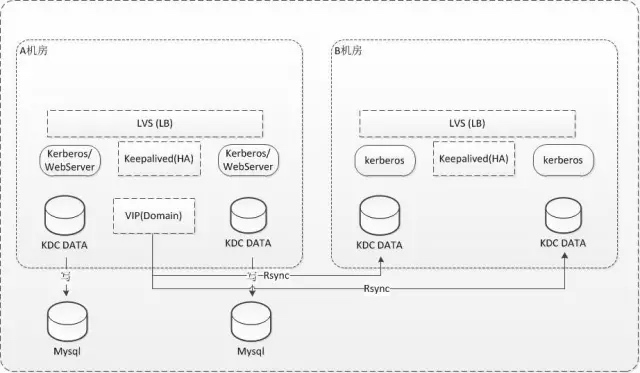 A机房
B机房
LVS (LB)
LVS (LB)
Kerberos/
WebServer
Keepalived(HA)
Kerberos/
WebServer
kerberos
Keepalived(HA)
kerberos
VIP(Domain)
KDC DATA
KDC DATA
KDC DATA
KDC DATA
写
写
Rsync
Rsync
Mysql
Mysql